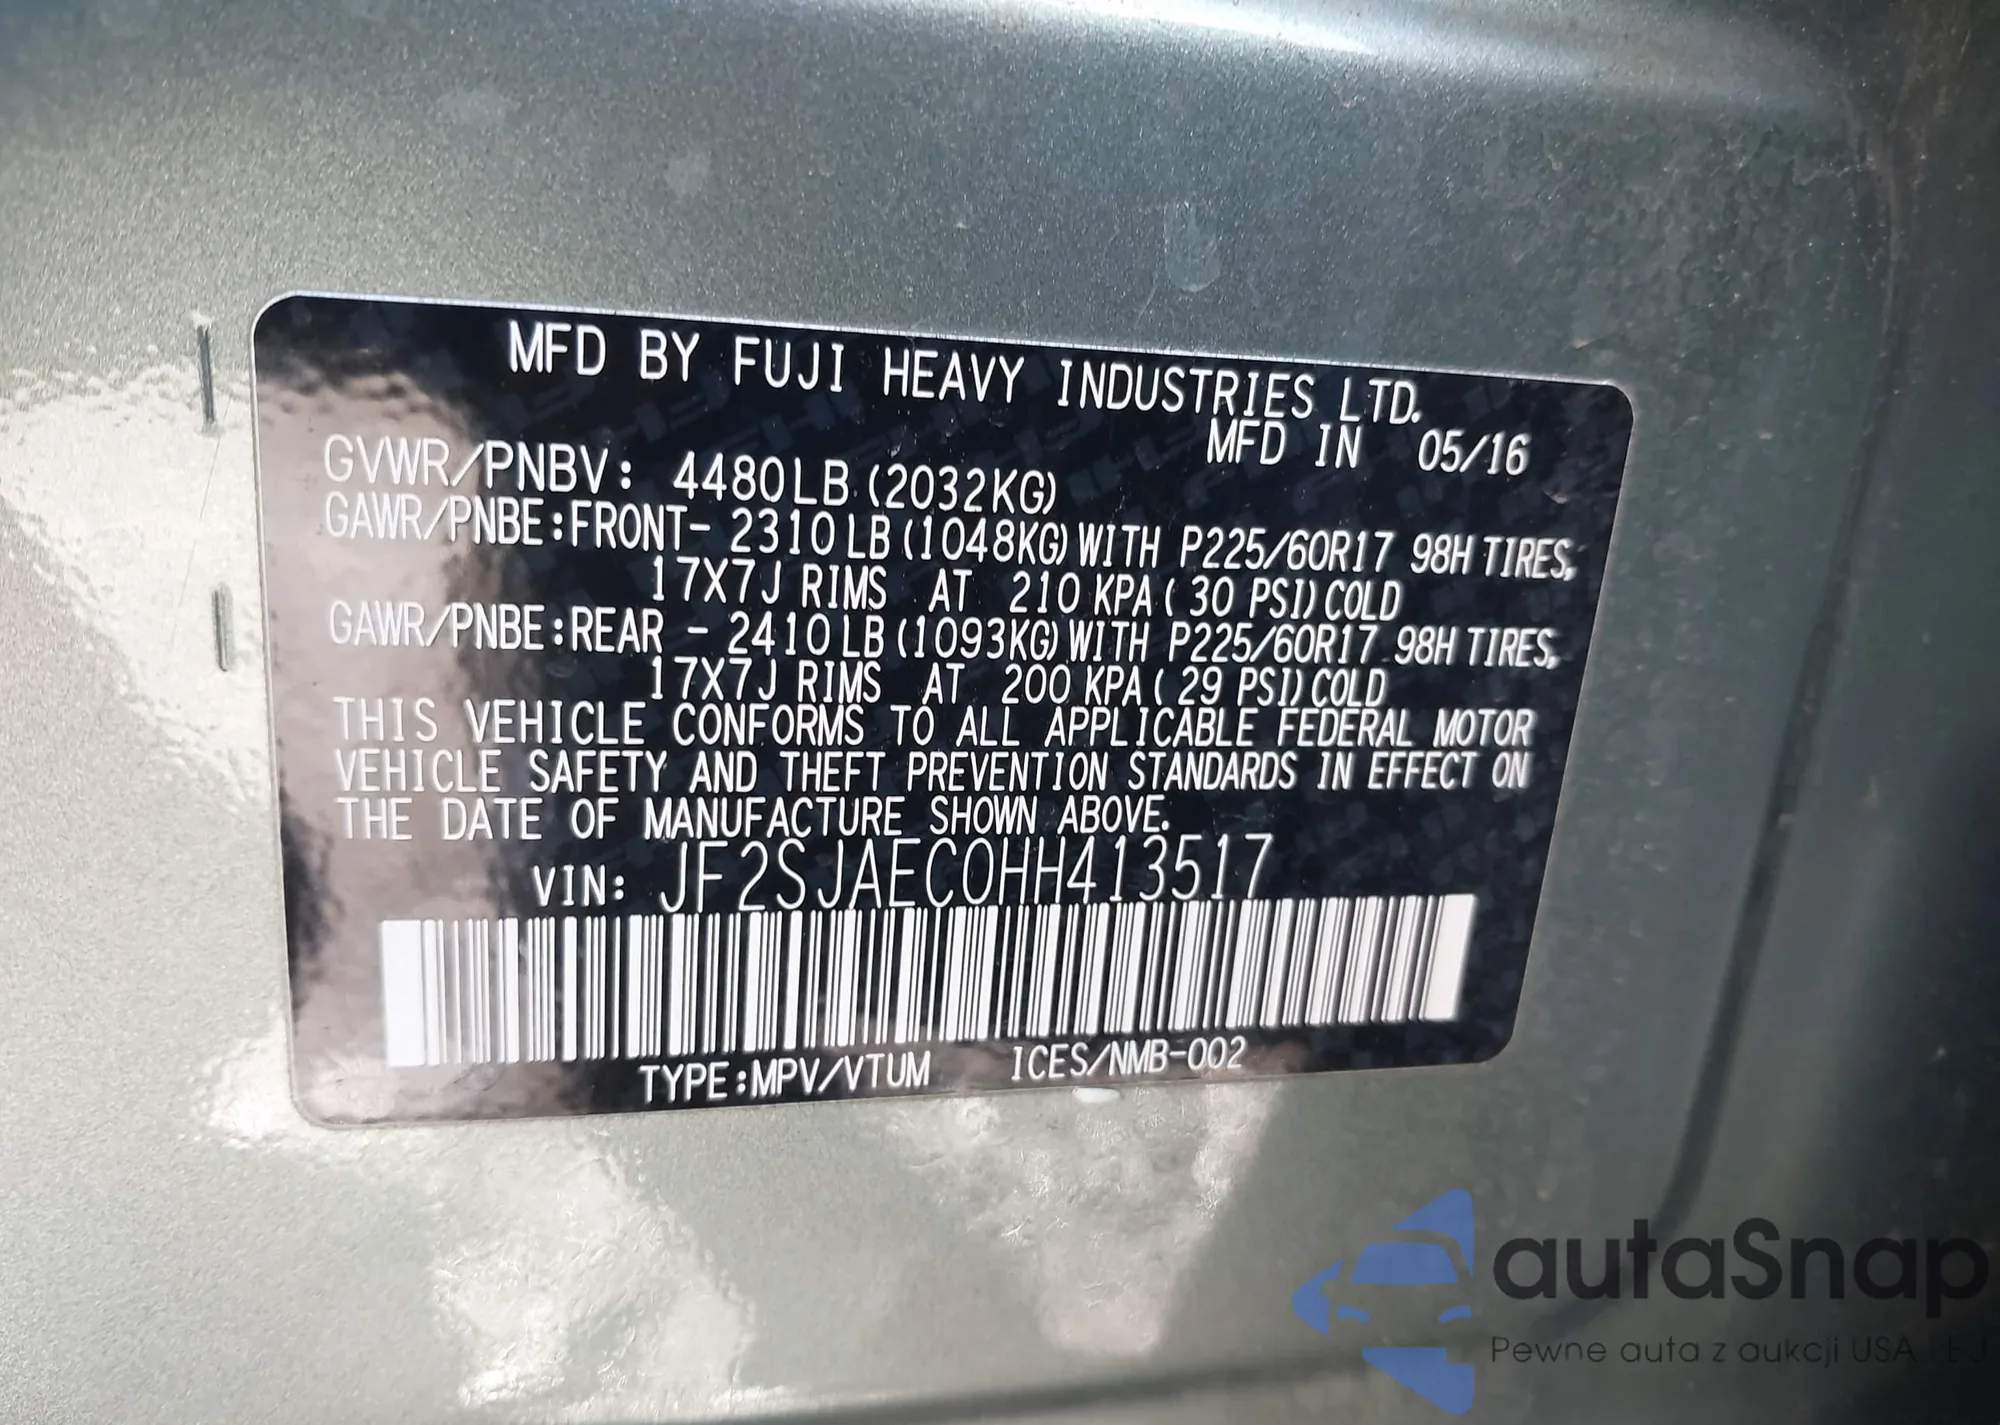 MFD BY FUJI HEAVY INDUSTRIES LTD.
MFD IN 05/16
GVWR/PNBV: 4480LB (2032KG)
GAWR/PNBE:FRONT- 2310 LB (1048KG) WITH P225/60R17 98H TIRES,
17X7J RIMS AT 210 KPA ( 30 PSI) COLD
GAWR/PNBE:REAR - 2410 LB (1093KG) WITH P225/60R17 98H TIRES,
17X7J RIMS AT 200 KPA ( 29 PSI) COLD
THIS VEHICLE CONFORMS TO ALL APPLICABLE FEDERAL MOTOR
VEHICLE SAFETY AND THEFT PREVENTION STANDARDS IN EFFECT ON
THE DATE OF MANUFACTURE SHOWN ABOVE.
VIN: JF2SJAEC0HH413517
TYPE:MPV/VTUM ICES/NMB-002
autaSnap
Pewne auta z aukcji USA i EJ